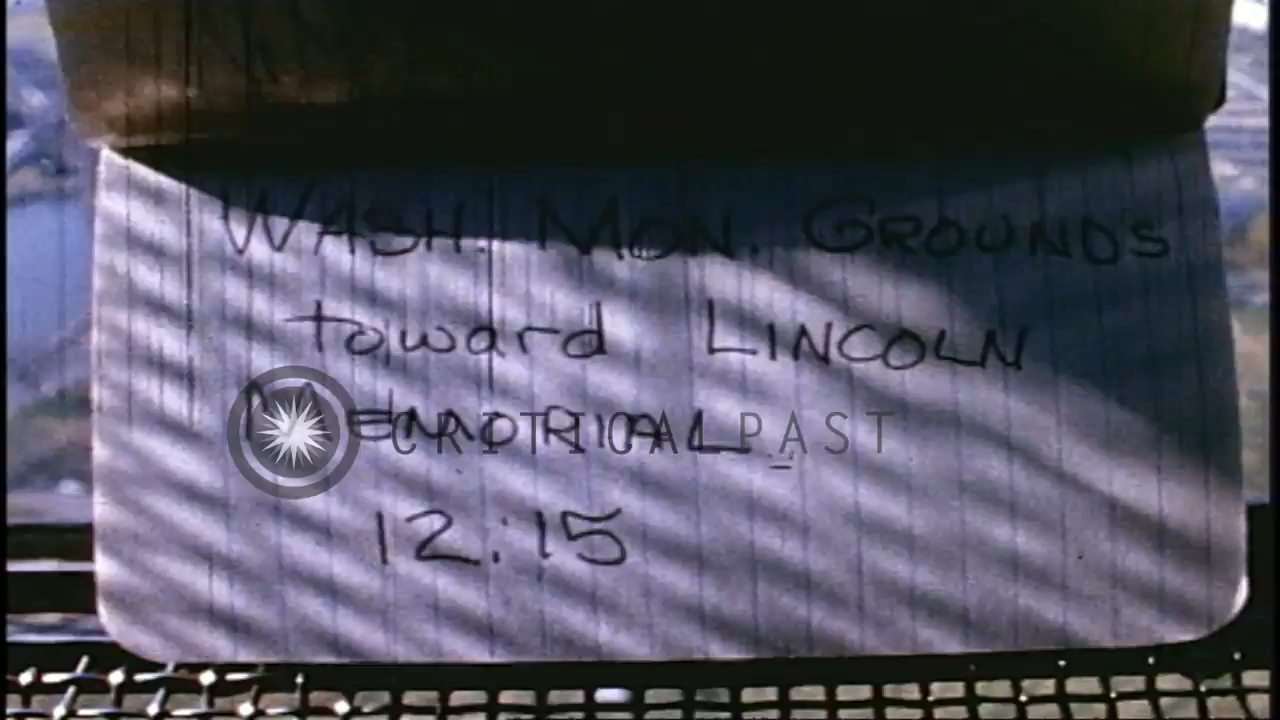 WASH. MON. GROUNDS
toward LINCOLN
MEMORIAL
CRITICAL PAST
12:15